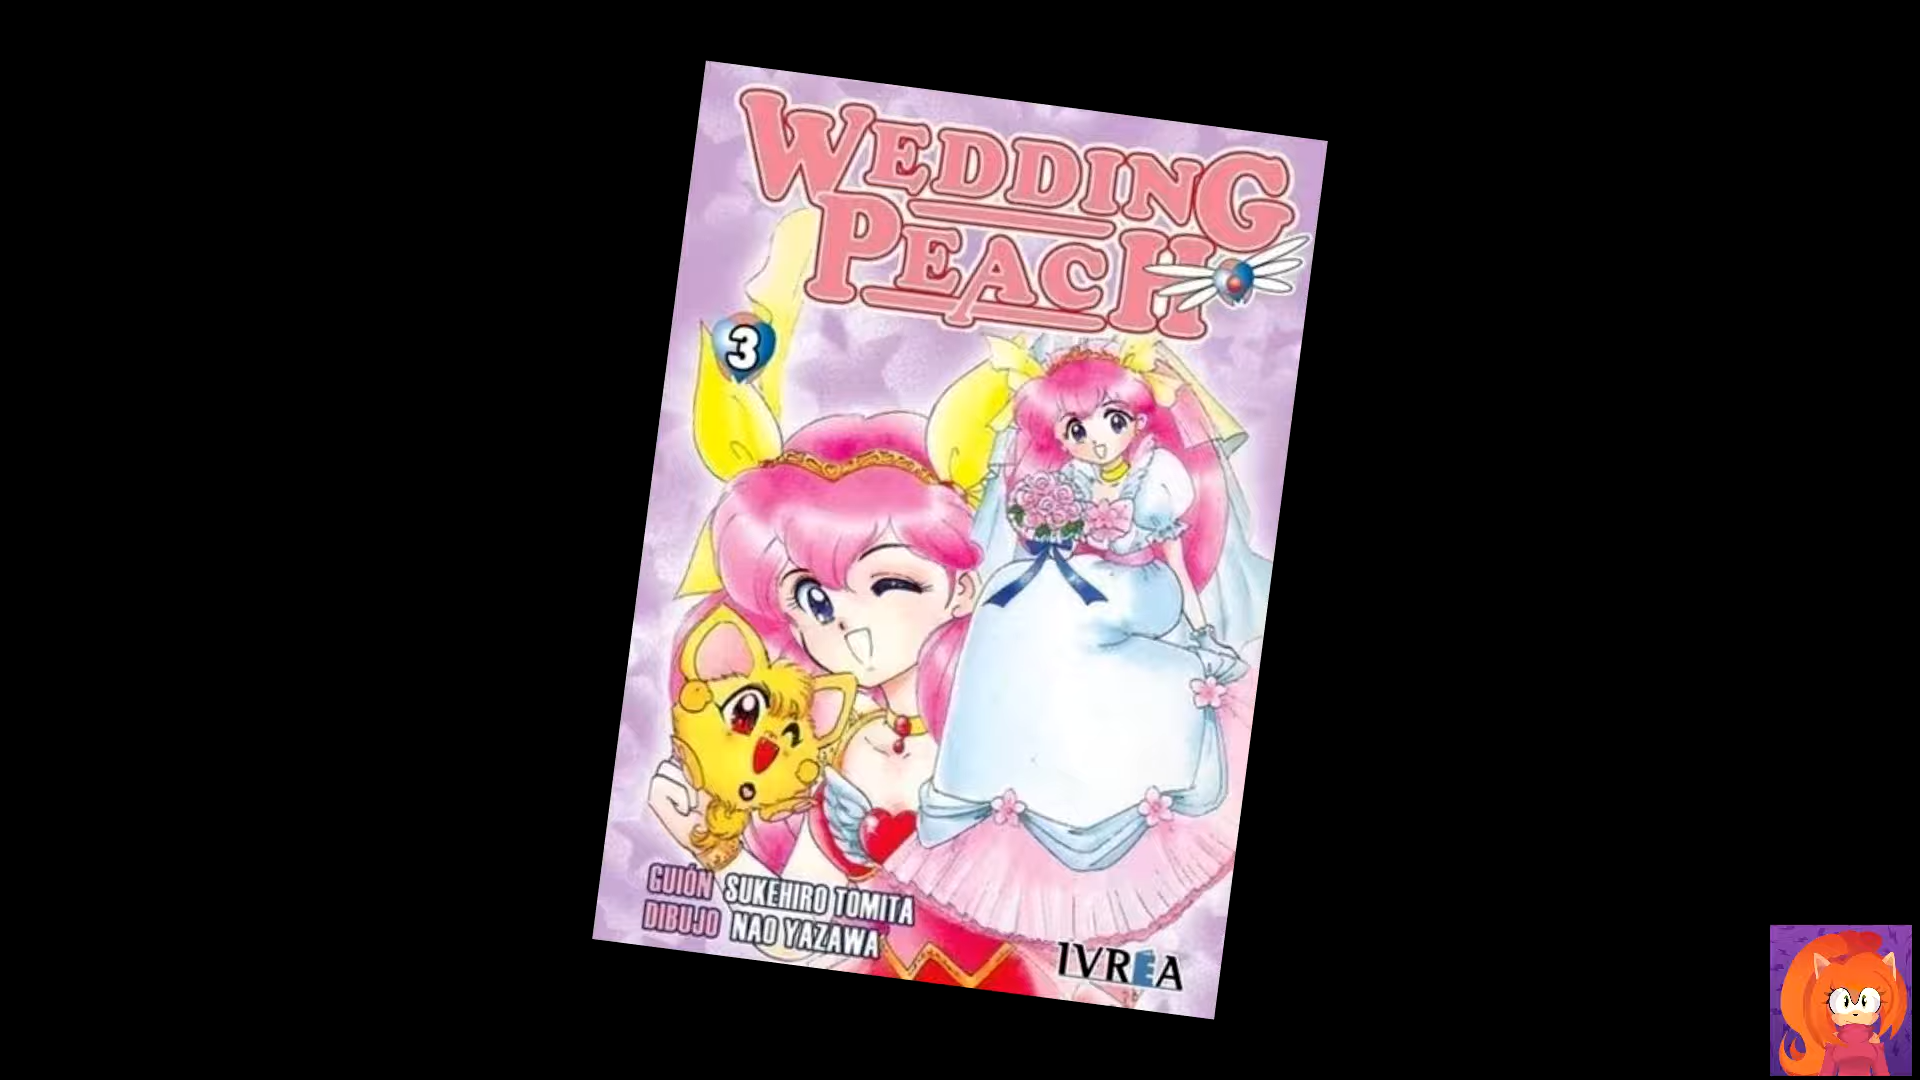 WEDDING
PEACH
3
GUIÓN SUKEHIRO TOMITA
DIBUJO NAO YAZAWA
IVREA